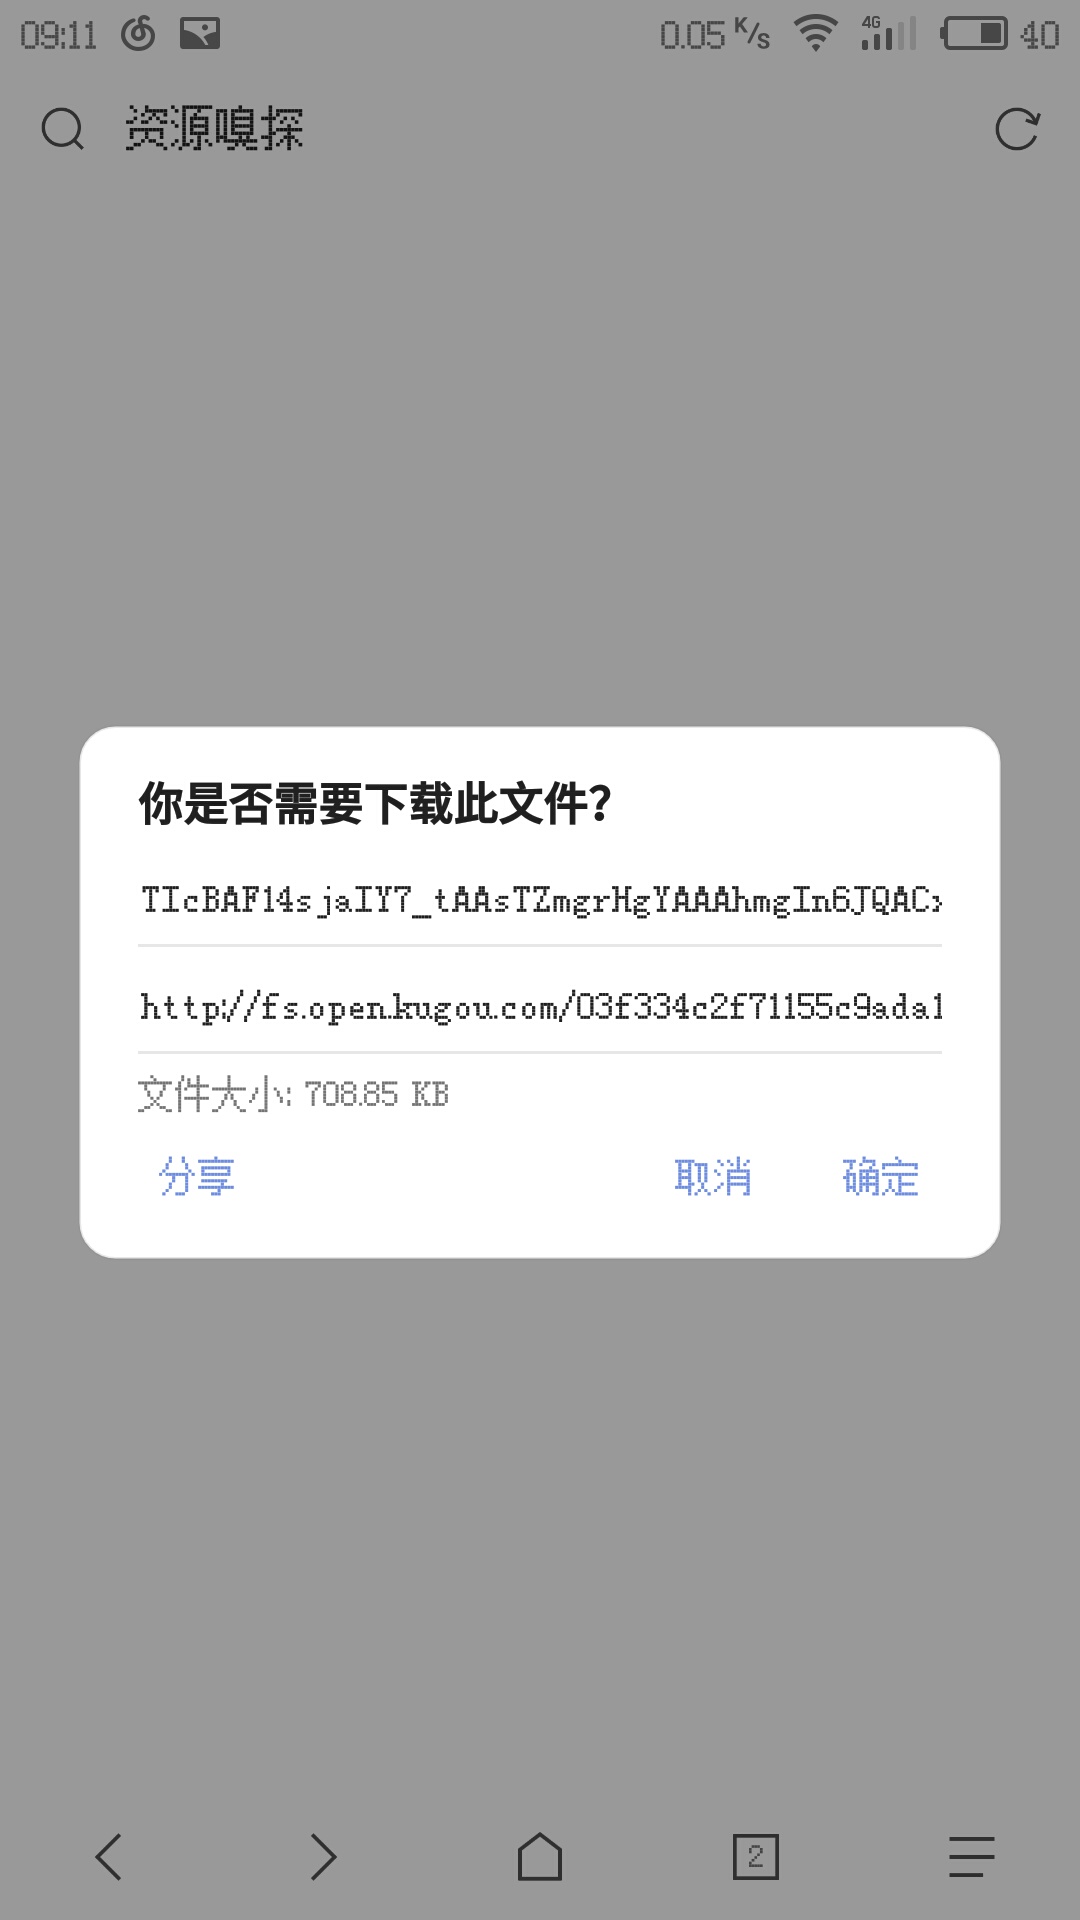 09:11 0.05 K/s 4G 40
资源嗅探
你是否需要下载此文件?
TIcBAF14sjaIY7_tAAsTZmgrHgYAAAhmgIn6JQAC
http://fs.open.kugou.com/03f334c2f71155c9ada1
文件大小: 708.85 KB
分享 取消 确定
2